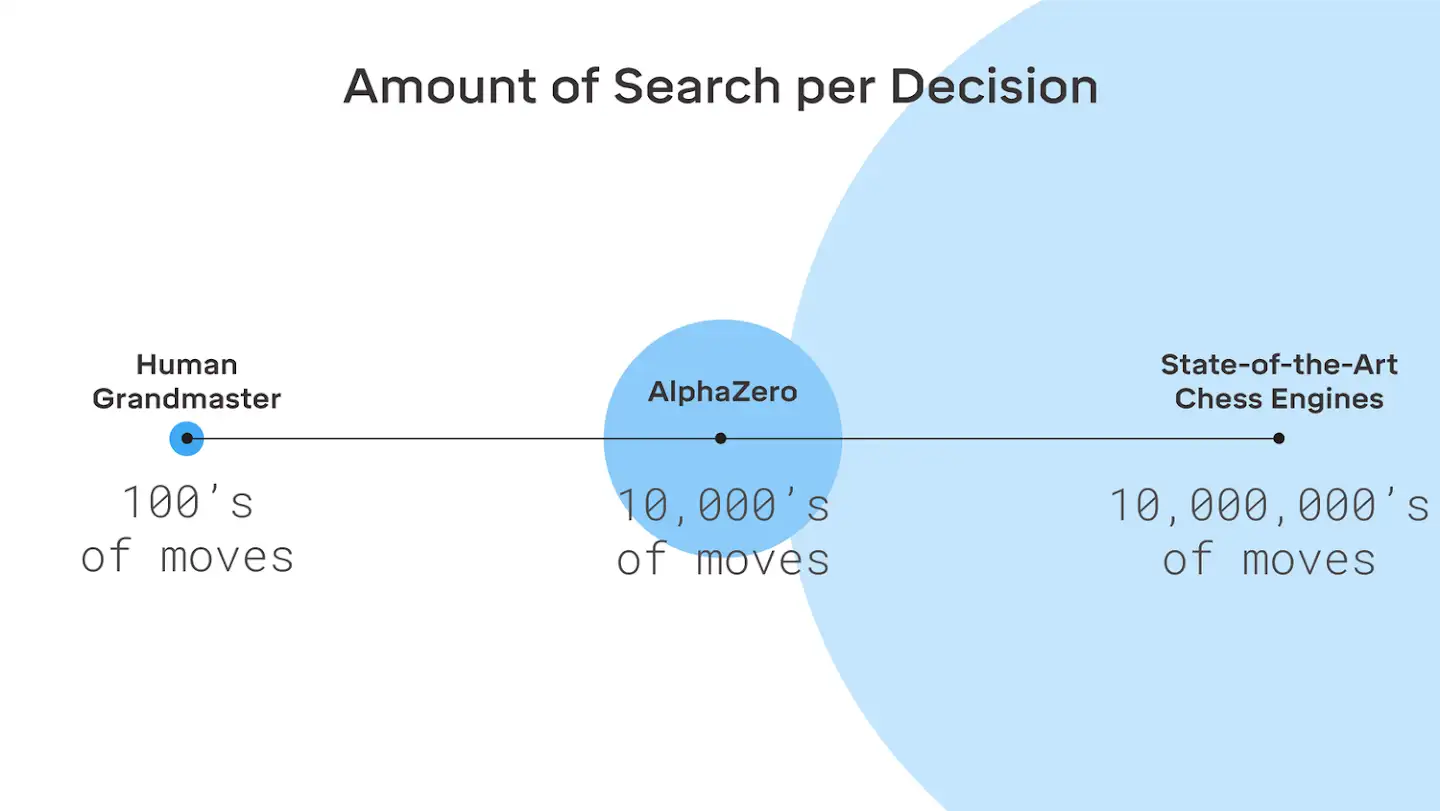 Amount of Search per Decision
Human
Grandmaster
100's
of moves
AlphaZero
10,000's
of moves
State-of-the-Art
Chess Engines
10,000,000's
of moves